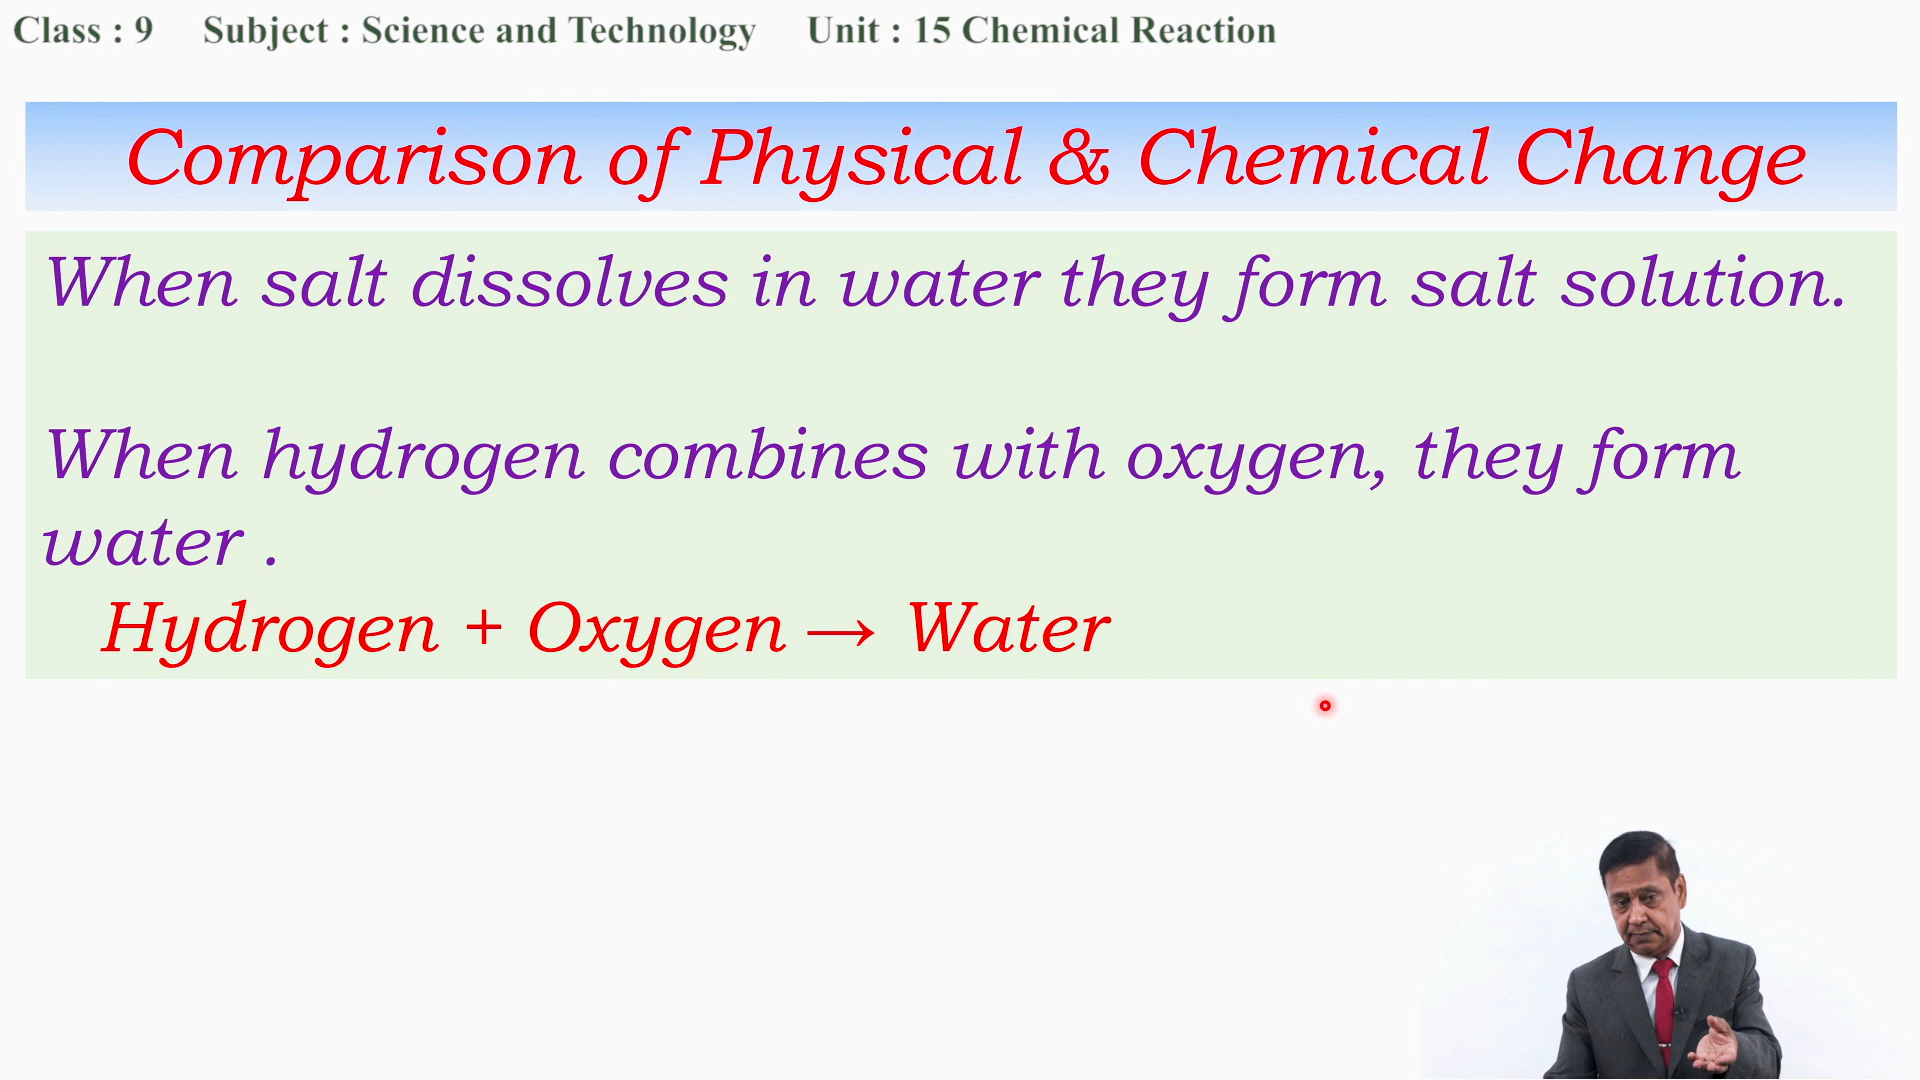 Class : 9 Subject : Science and Technology Unit : 15 Chemical Reaction
Comparison of Physical & Chemical Change
When salt dissolves in water they form salt solution.
When hydrogen combines with oxygen, they form
water .
Hydrogen + Oxygen → Water